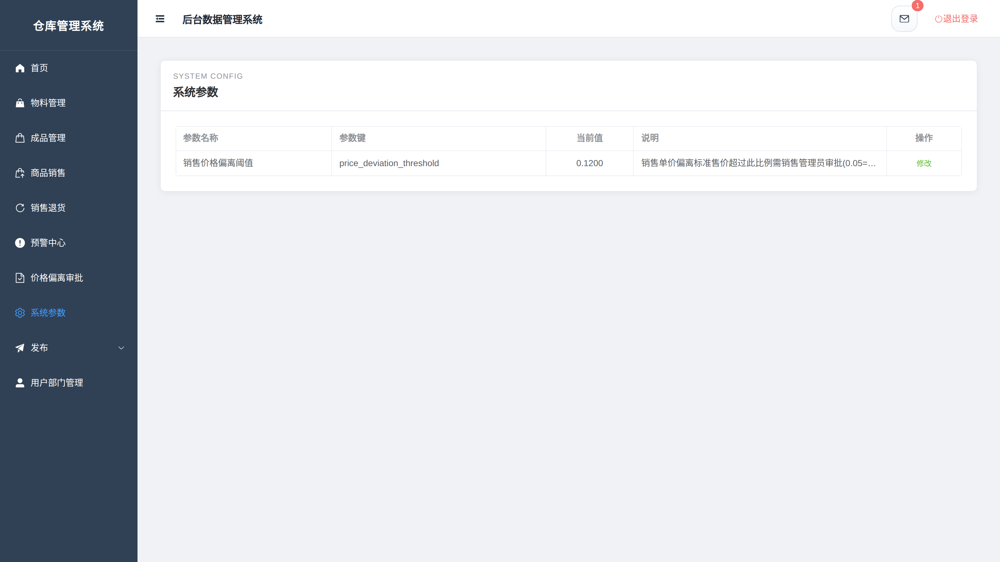 仓库管理系统
首页
物料管理
成品管理
商品销售
销售退货
预警中心
价格偏离审批
系统参数
发布
用户部门管理
后台数据管理系统
1
退出登录
SYSTEM CONFIG
系统参数
参数名称 参数键 当前值 说明 操作
销售价格偏离阈值 price_deviation_threshold 0.1200 销售单价偏离标准售价超过此比例需销售管理员审批(0.05=… 修改